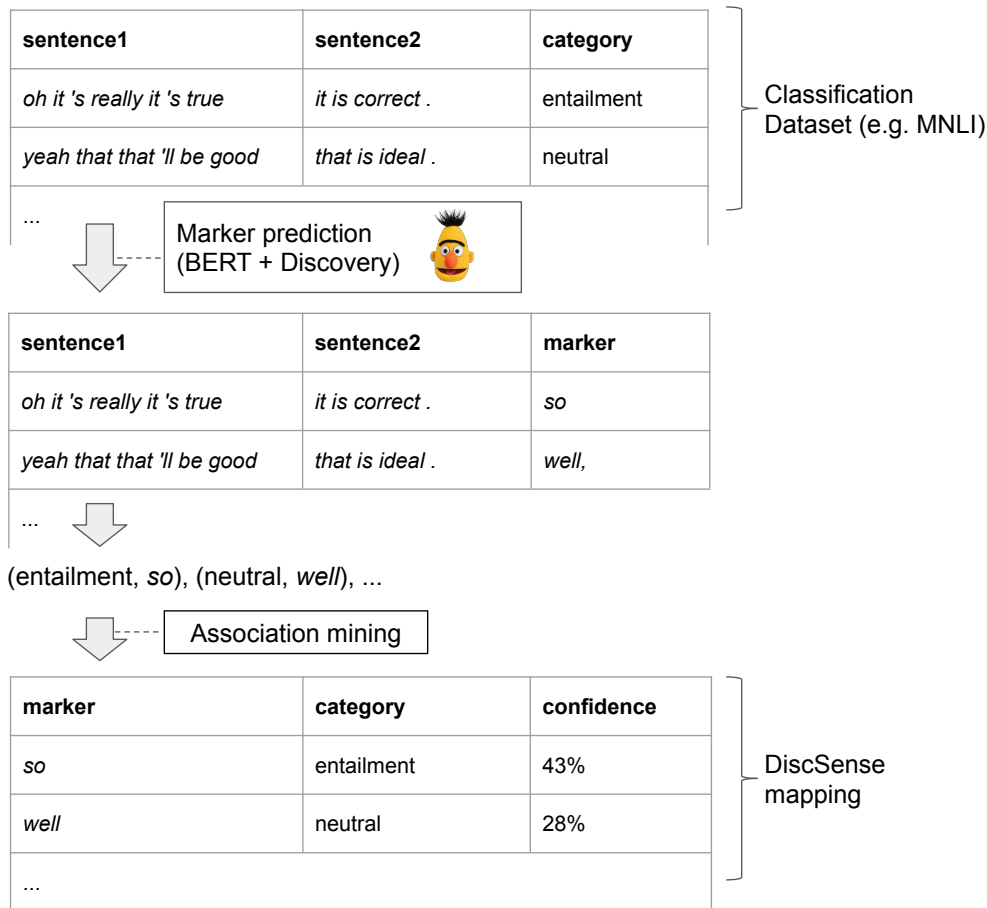 sentence1 sentence2 category
oh it 's really it 's true it is correct . entailment
yeah that that 'll be good that is ideal . neutral
...
Classification
Dataset (e.g. MNLI)
Marker prediction
(BERT + Discovery)
sentence1 sentence2 marker
oh it 's really it 's true it is correct . so
yeah that that 'll be good that is ideal . well,
...
(entailment, so), (neutral, well), ...
Association mining
marker category confidence
so entailment 43%
well neutral 28%
...
DiscSense
mapping